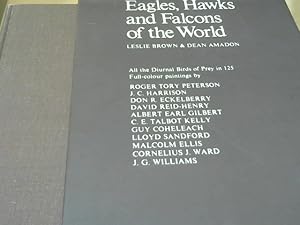 Eagles, Hawks
and Falcons
of the World
LESLIE BROWN & DEAN AMADON
All the Diurnal Birds of Prey in 125
Full-colour paintings by
ROGER TORY PETERSON
J. C. HARRISON
DON R. ECKELBERRY
DAVID REID-HENRY
ALBERT EARL GILBERT
C. E. TALBOT KELLY
GUY COHELEACH
LLOYD SANDFORD
MALCOLM ELLIS
CORNELIUS J. WARD
J. G. WILLIAMS